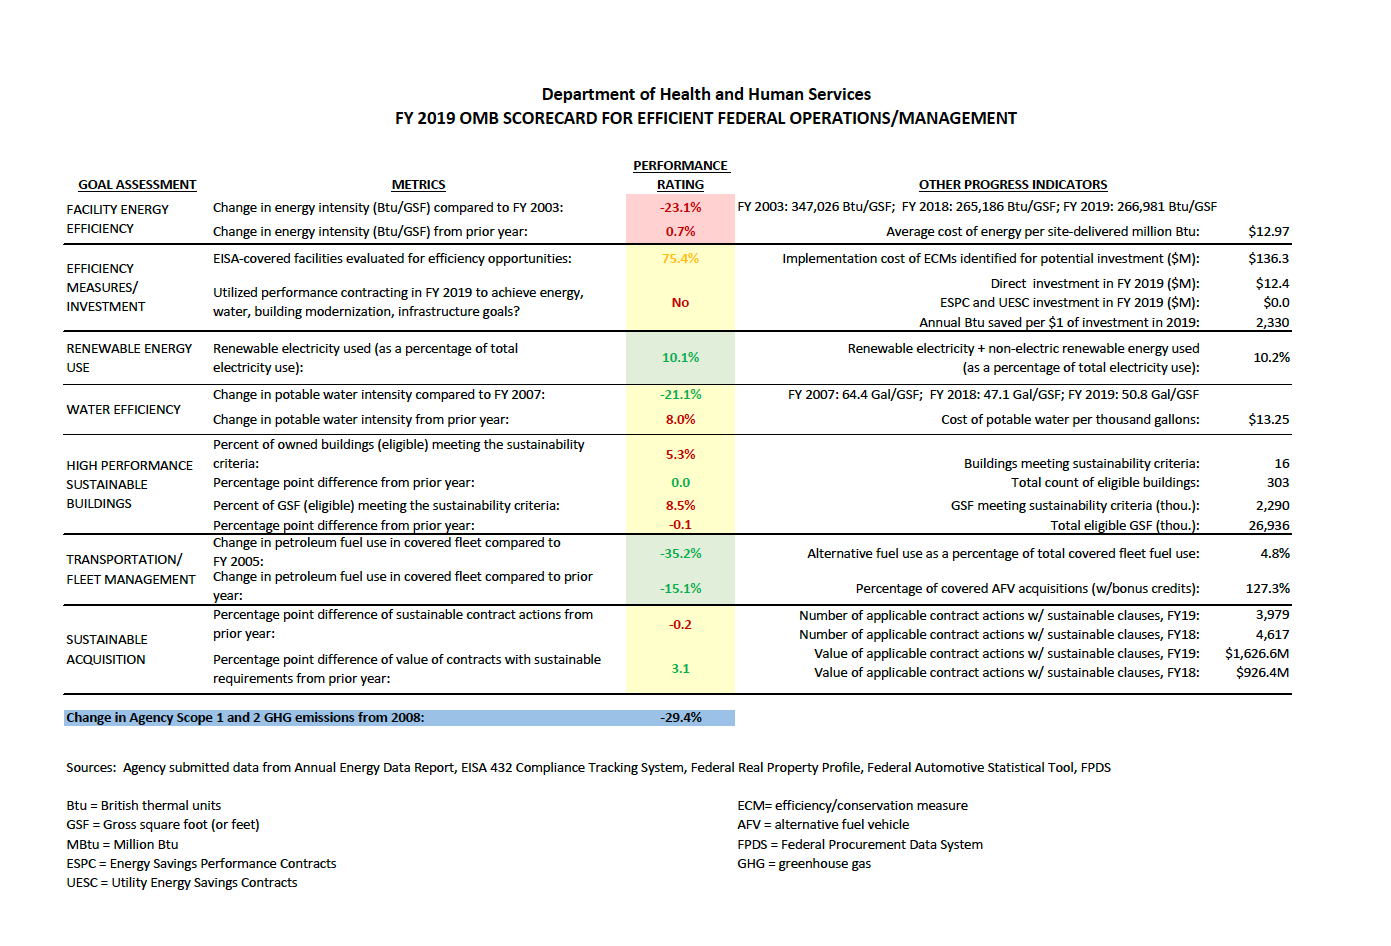 Department of Health and Human Services
FY 2019 OMB SCORECARD FOR EFFICIENT FEDERAL OPERATIONS/MANAGEMENT
GOAL ASSESSMENT METRICS PERFORMANCE RATING OTHER PROGRESS INDICATORS
FACILITY ENERGY EFFICIENCY
Change in energy intensity (Btu/GSF) compared to FY 2003: -23.1% FY 2003: 347,026 Btu/GSF; FY 2018: 265,186 Btu/GSF; FY 2019: 266,981 Btu/GSF
Change in energy intensity (Btu/GSF) from prior year: 0.7% Average cost of energy per site-delivered million Btu: $12.97
EFFICIENCY
MEASURES/
INVESTMENT
EISA-covered facilities evaluated for efficiency opportunities: 75.4% Implementation cost of ECMs identified for potential investment ($M): $136.3
Utilized performance contracting in FY 2019 to achieve energy,
water, building modernization, infrastructure goals? No
Direct investment in FY 2019 ($M): $12.4
ESPC and UESC investment in FY 2019 ($M): $0.0
Annual Btu saved per $1 of investment in 2019: 2,330
RENEWABLE ENERGY
USE
Renewable electricity used (as a percentage of total
electricity use): 10.1%
Renewable electricity + non-electric renewable energy used
(as a percentage of total electricity use): 10.2%
WATER EFFICIENCY
Change in potable water intensity compared to FY 2007: -21.1% FY 2007: 64.4 Gal/GSF; FY 2018: 47.1 Gal/GSF; FY 2019: 50.8 Gal/GSF
Change in potable water intensity from prior year: 8.0% Cost of potable water per thousand gallons: $13.25
HIGH PERFORMANCE
SUSTAINABLE
BUILDINGS
Percent of owned buildings (eligible) meeting the sustainability
criteria: 5.3% Buildings meeting sustainability criteria: 16
Percentage point difference from prior year: 0.0 Total count of eligible buildings: 303
Percent of GSF (eligible) meeting the sustainability criteria: 8.5% GSF meeting sustainability criteria (thou.): 2,290
Percentage point difference from prior year: -0.1 Total eligible GSF (thou.): 26,936
TRANSPORTATION/
FLEET MANAGEMENT
Change in petroleum fuel use in covered fleet compared to
FY 2005: -35.2% Alternative fuel use as a percentage of total covered fleet fuel use: 4.8%
Change in petroleum fuel use in covered fleet compared to prior
year: -15.1% Percentage of covered AFV acquisitions (w/bonus credits): 127.3%
SUSTAINABLE
ACQUISITION
Percentage point difference of sustainable contract actions from
prior year: -0.2
Number of applicable contract actions w/ sustainable clauses, FY19: 3,979
Number of applicable contract actions w/ sustainable clauses, FY18: 4,617
Percentage point difference of value of contracts with sustainable
requirements from prior year: 3.1
Value of applicable contract actions w/ sustainable clauses, FY19: $1,626.6M
Value of applicable contract actions w/ sustainable clauses, FY18: $926.4M
Change in Agency Scope 1 and 2 GHG emissions from 2008: -29.4%
Sources: Agency submitted data from Annual Energy Data Report, EISA 432 Compliance Tracking System, Federal Real Property Profile, Federal Automotive Statistical Tool, FPDS
Btu = British thermal units
GSF = Gross square foot (or feet)
MBtu = Million Btu
ESPC = Energy Savings Performance Contracts
UESC = Utility Energy Savings Contracts
ECM= efficiency/conservation measure
AFV = alternative fuel vehicle
FPDS = Federal Procurement Data System
GHG = greenhouse gas